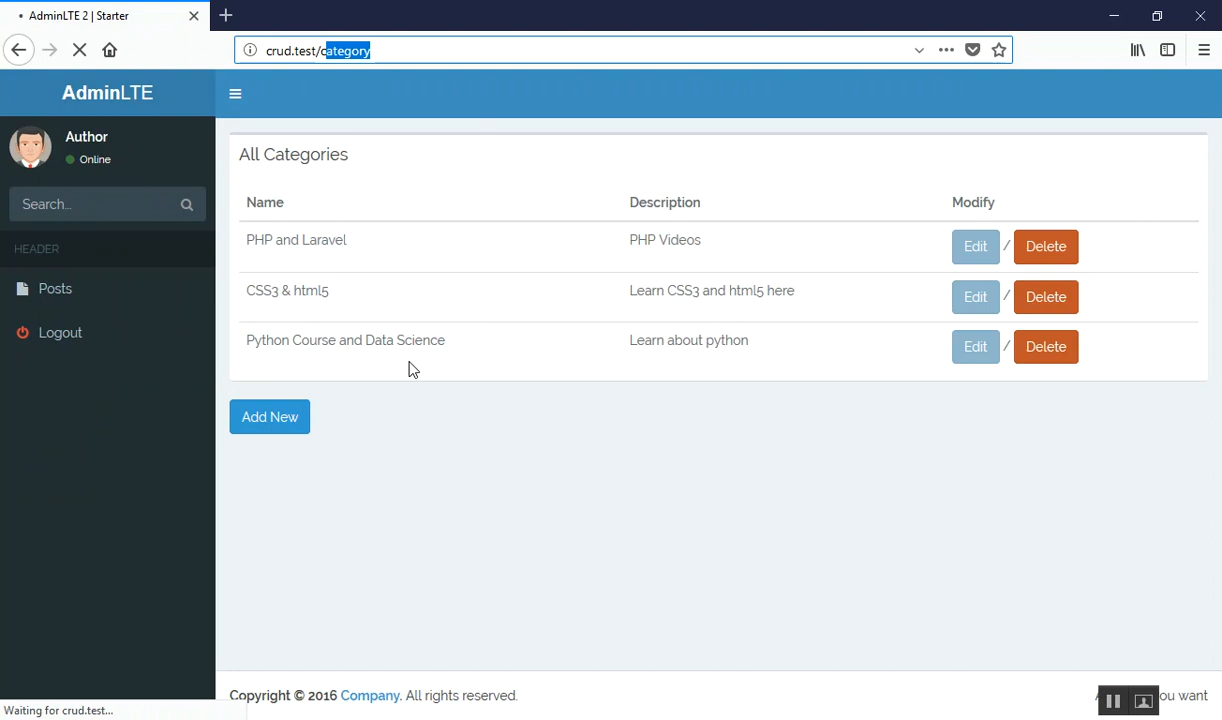 AdminLTE 2 | Starter
crud.test/category
AdminLTE
Author
Online
Search...
HEADER
Posts
Logout
All Categories
Name Description Modify
PHP and Laravel PHP Videos Edit / Delete
CSS3 & html5 Learn CSS3 and html5 here Edit / Delete
Python Course and Data Science Learn about python Edit / Delete
Add New
Copyright © 2016 Company. All rights reserved.
ou want
Waiting for crud.test...